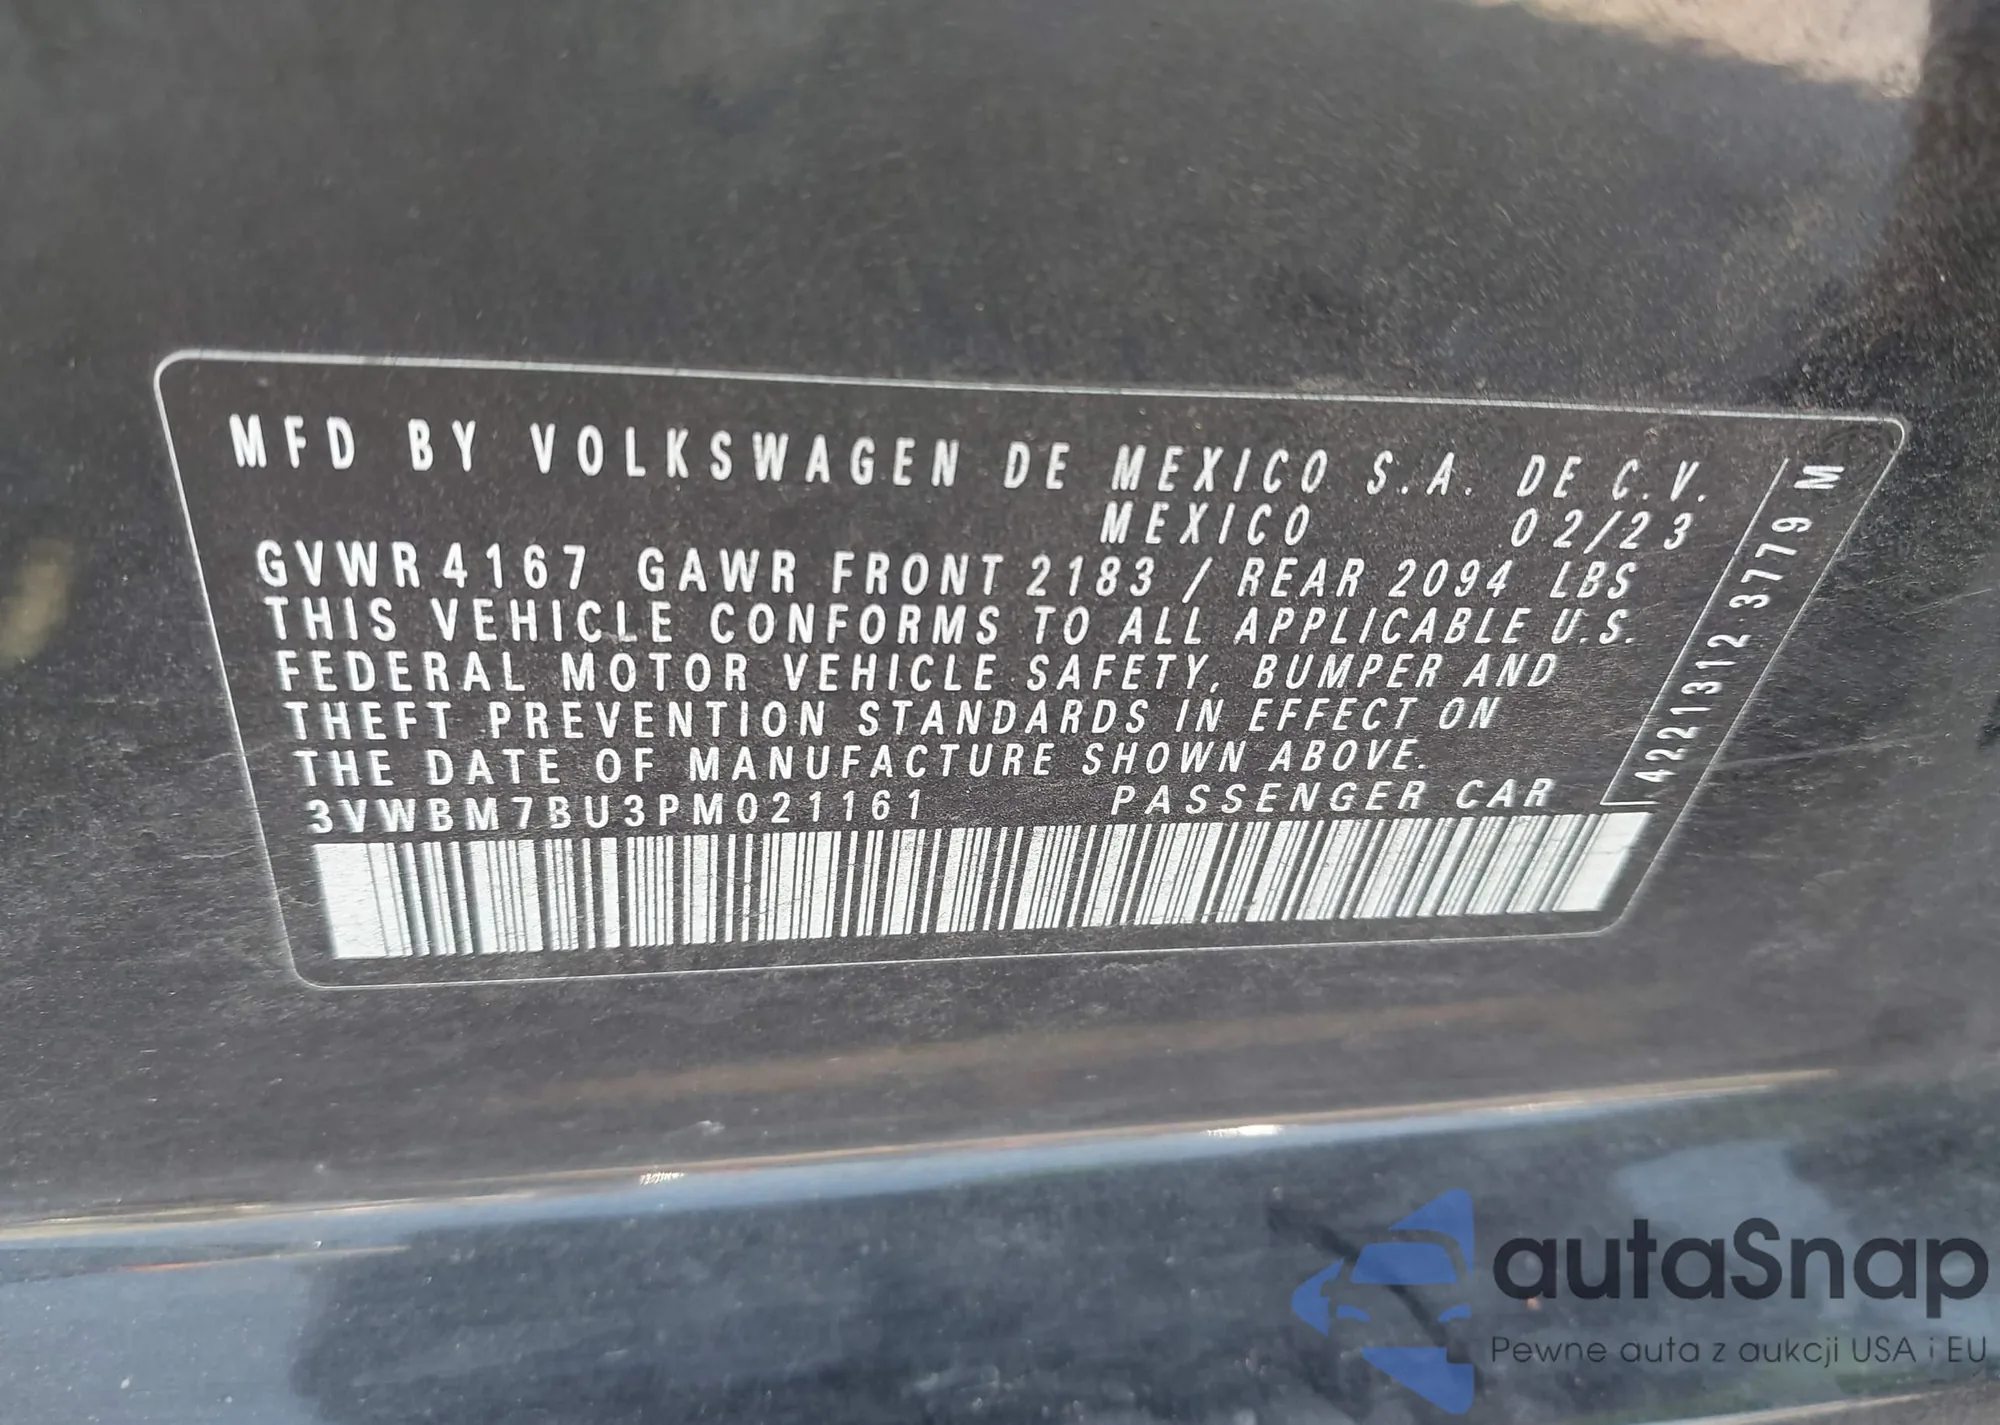 MFD BY VOLKSWAGEN DE MEXICO S.A. DE C.V.
MEXICO 02/23
GVWR 4167 GAWR FRONT 2183 / REAR 2094 LBS
THIS VEHICLE CONFORMS TO ALL APPLICABLE U.S.
FEDERAL MOTOR VEHICLE SAFETY, BUMPER AND
THEFT PREVENTION STANDARDS IN EFFECT ON
THE DATE OF MANUFACTURE SHOWN ABOVE.
3VWBM7BU3PM021161 PASSENGER CAR
4221312 3779 M
autaSnap
Pewne auta z aukcji USA i EU